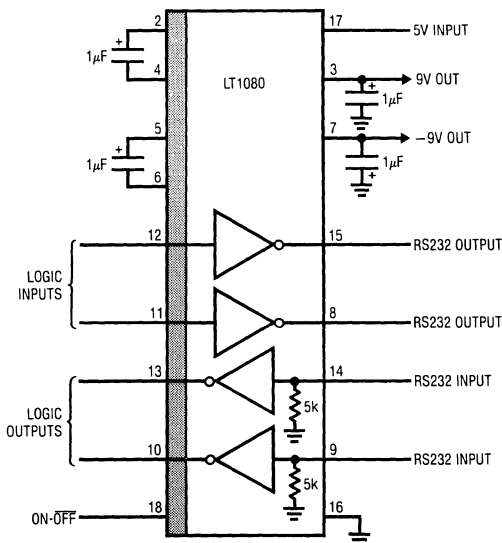 2
17
5V INPUT
+
1μF
4
LT1080
3
9V OUT
+
1μF
5
7
−9V OUT
+
1μF
6
1μF
+
12
15
RS232 OUTPUT
LOGIC
INPUTS
11
8
RS232 OUTPUT
13
14
RS232 INPUT
5k
LOGIC
OUTPUTS
10
9
RS232 INPUT
5k
ON-O̅F̅F̅
18
16